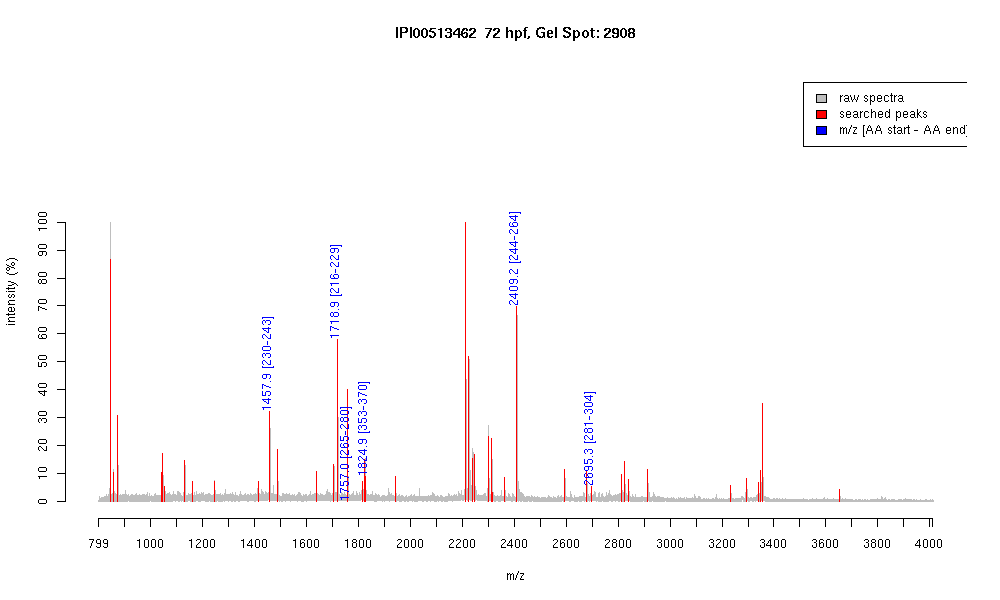 IPI00513462 72 hpf, Gel Spot: 2908
raw spectra
searched peaks
m/z [AA start - AA end]
intensity (%)
100
90
80
70
60
50
40
30
20
10
0
1457.9 [230-243]
1718.9 [216-229]
1757.0 [265-280]
1824.9 [353-370]
2409.2 [244-264]
2695.3 [281-304]
799 1000 1200 1400 1600 1800 2000 2200 2400 2600 2800 3000 3200 3400 3600 3800 4000
m/z